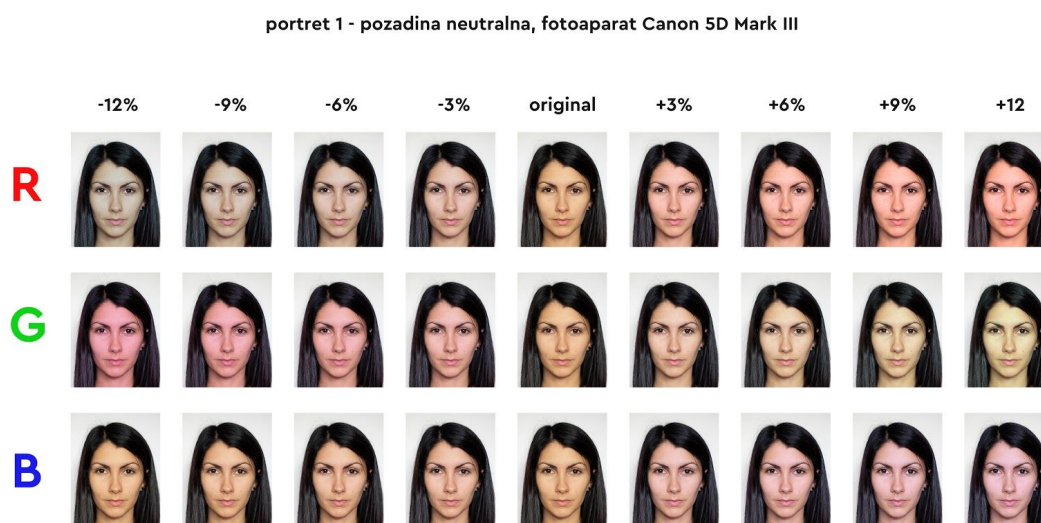 portret 1 - pozadina neutralna, fotoaparat Canon 5D Mark III
-12% -9% -6% -3% original +3% +6% +9% +12
R
G
B